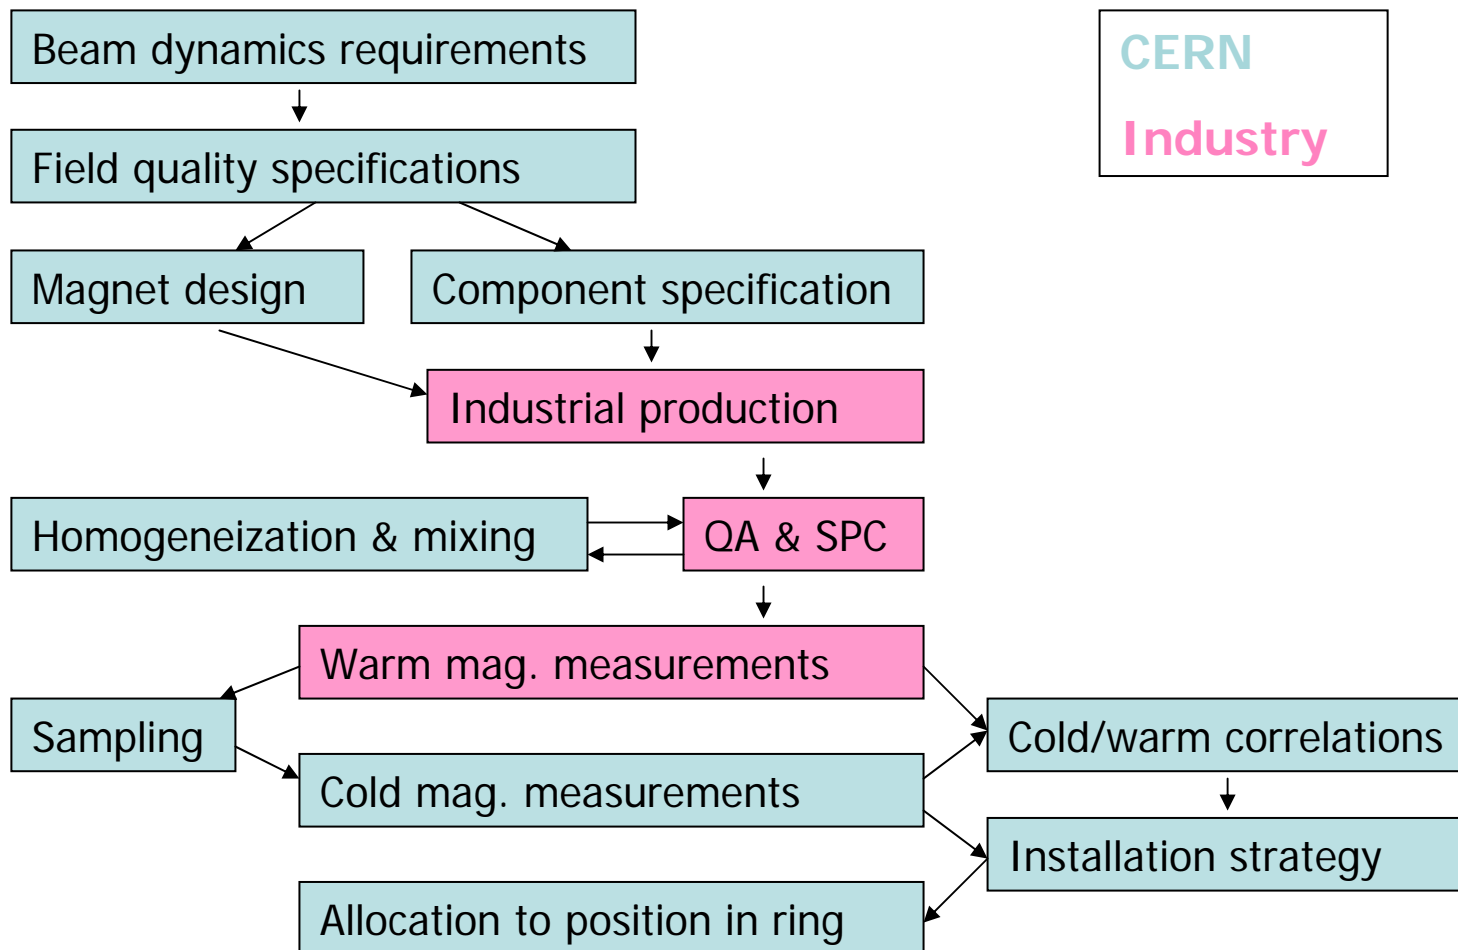 Beam dynamics requirements
CERN
Industry
Field quality specifications
Magnet design
Component specification
Industrial production
Homogeneization & mixing
QA & SPC
Warm mag. measurements
Sampling
Cold/warm correlations
Cold mag. measurements
Installation strategy
Allocation to position in ring